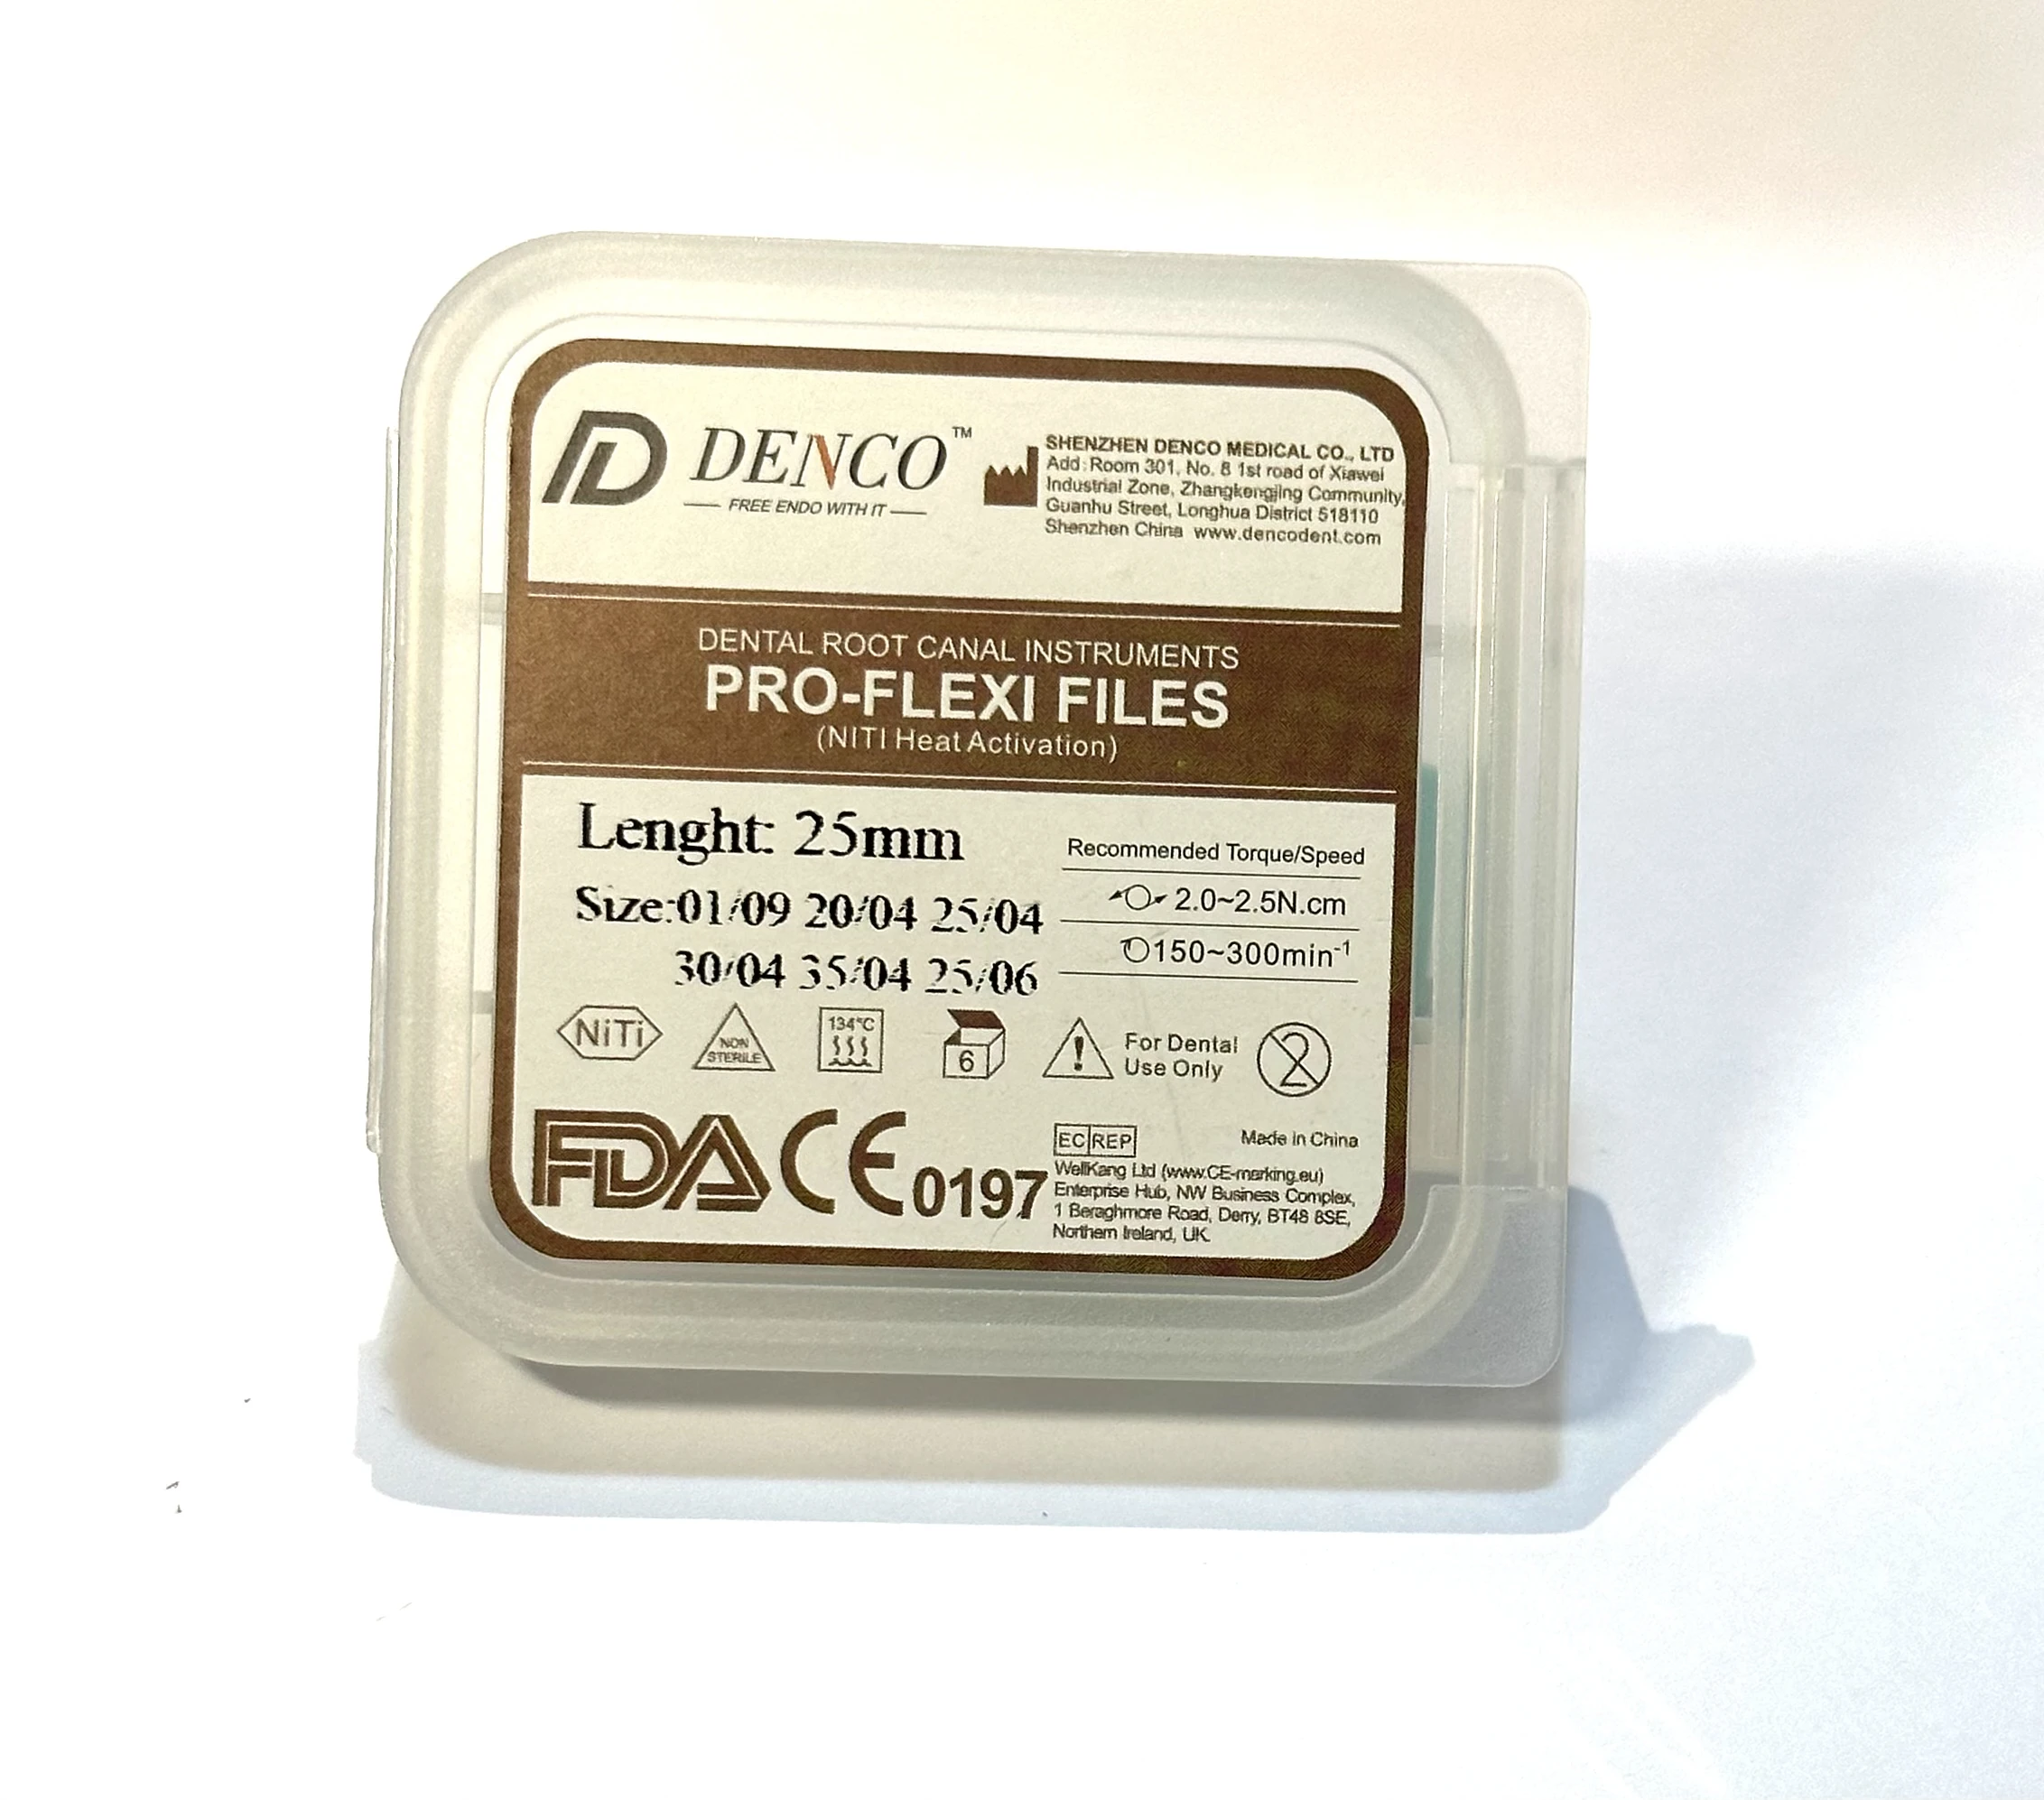 DENCO™
FREE ENDO WITH IT
SHENZHEN DENCO MEDICAL CO., LTD
Add: Room 301, No. 8 1st road of Xiawei
Industrial Zone, Zhangkengjing Community,
Guanhu Street, Longhua District 518110
Shenzhen China www.dencodent.com
DENTAL ROOT CANAL INSTRUMENTS
PRO-FLEXI FILES
(NITI Heat Activation)
Lenght: 25mm
Size:01/09 20/04 25/04
30/04 35/04 25/06
Recommended Torque/Speed
2.0~2.5N.cm
150~300min⁻¹
NiTi
NON
STERILE
134°C
6
!
For Dental
Use Only
2
FDA CE 0197
EC REP
Made in China
WellKang Ltd (www.CE-marking.eu)
Enterprise Hub, NW Business Complex,
1 Beraghmore Road, Derry, BT48 8SE,
Northern Ireland, UK